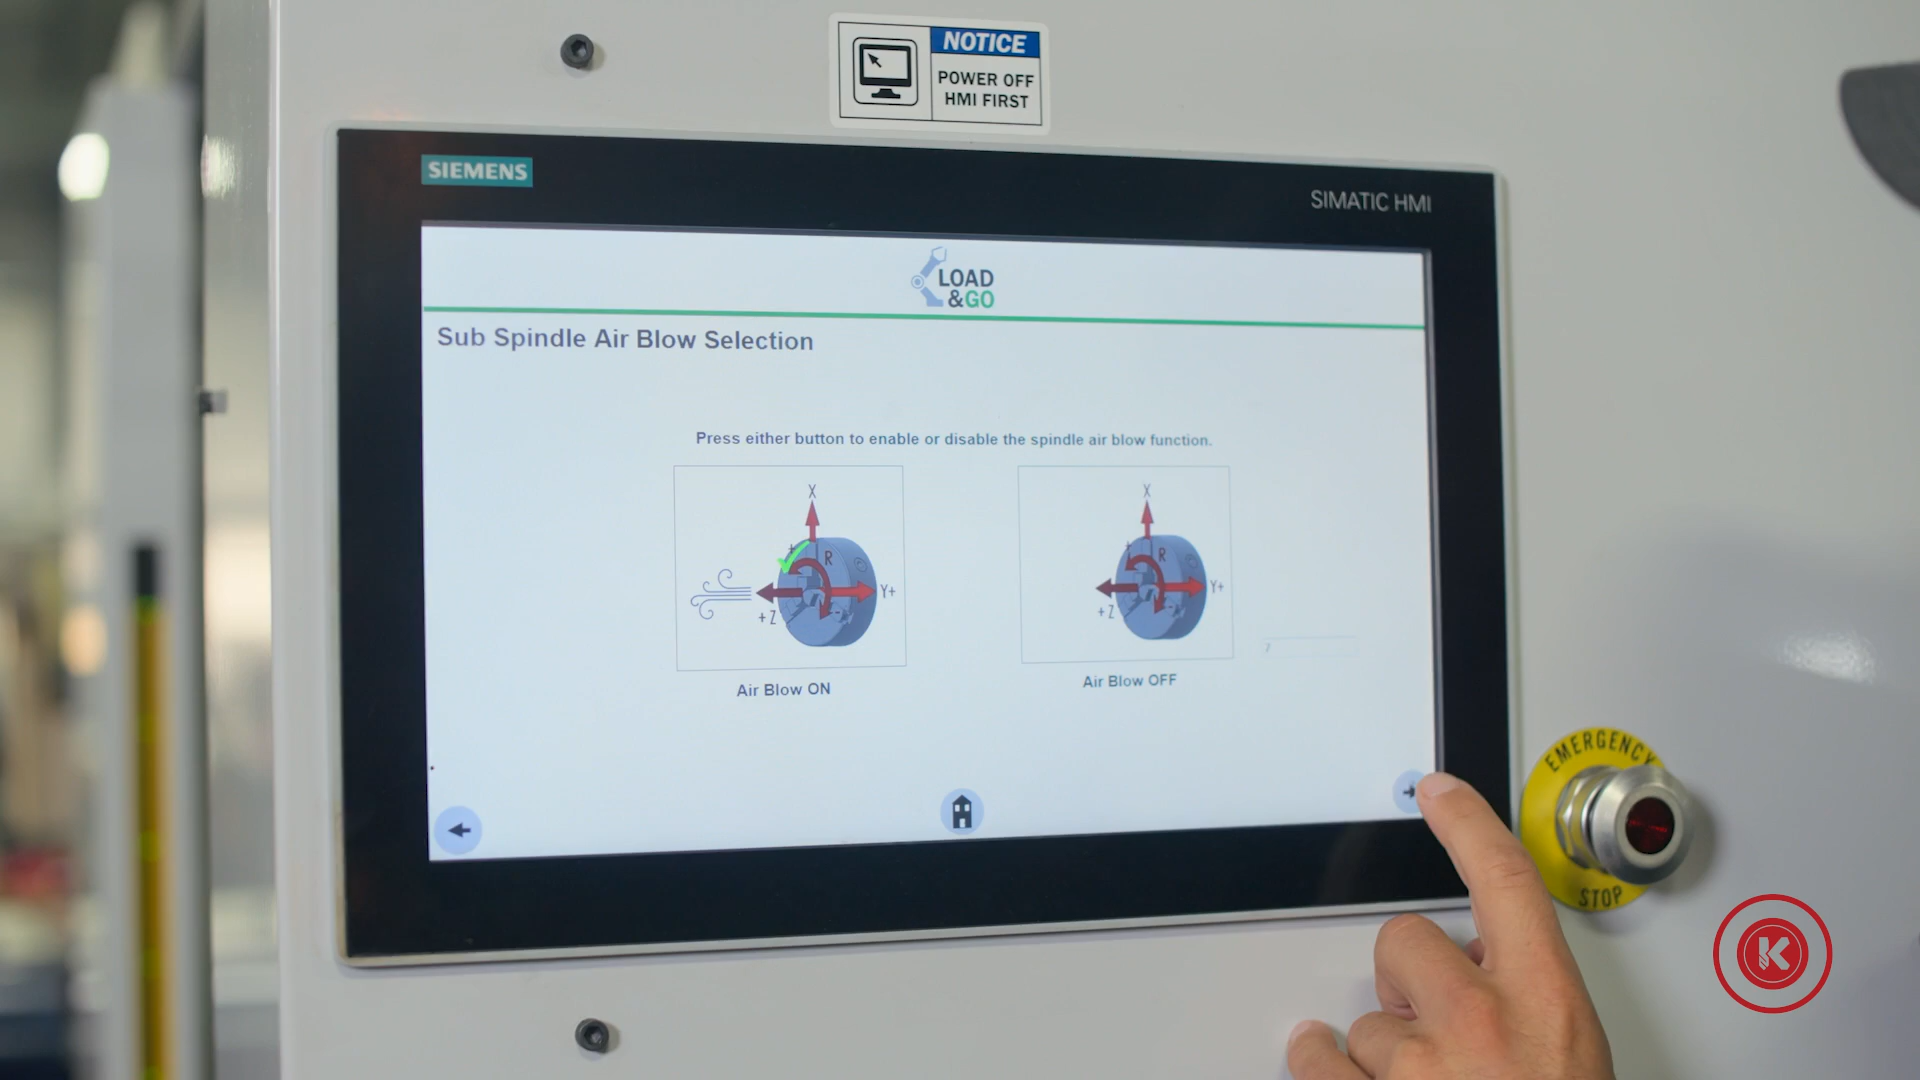 NOTICE
POWER OFF
HMI FIRST
SIEMENS
SIMATIC HMI
LOAD
&GO
Sub Spindle Air Blow Selection
Press either button to enable or disable the spindle air blow function.
X
R
Y+
+Z
Air Blow ON
X
R
Y+
+Z
Air Blow OFF
7
EMERGENCY
STOP
K